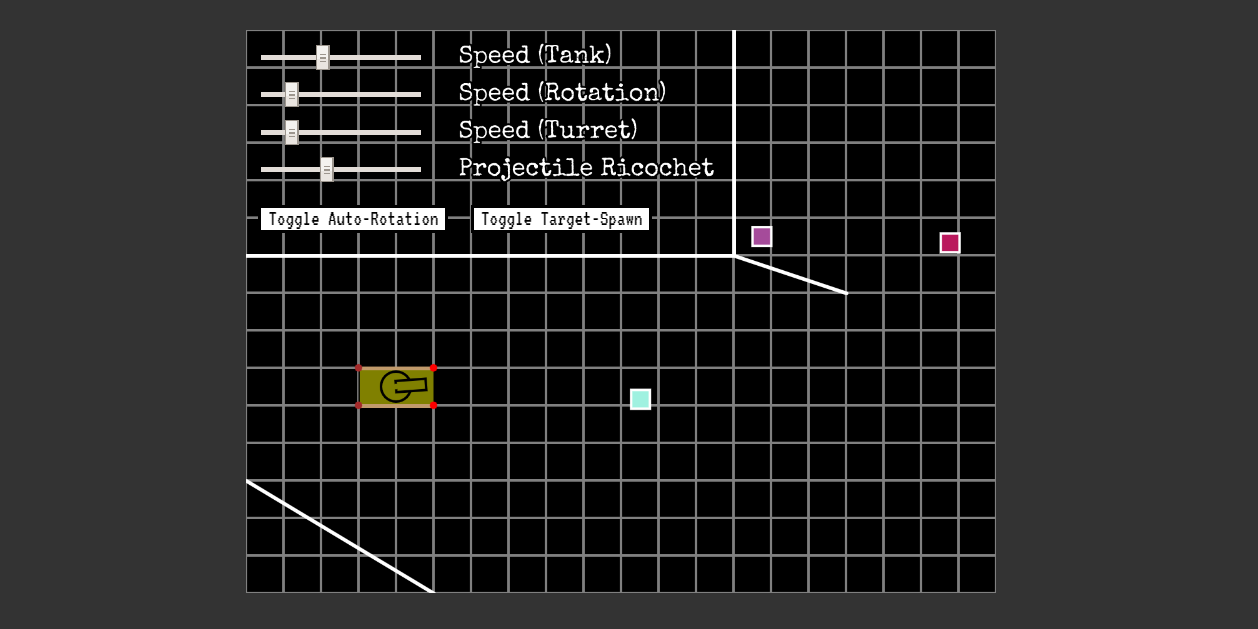 Speed (Tank)
Speed (Rotation)
Speed (Turret)
Projectile Ricochet
Toggle Auto-Rotation Toggle Target-Spawn